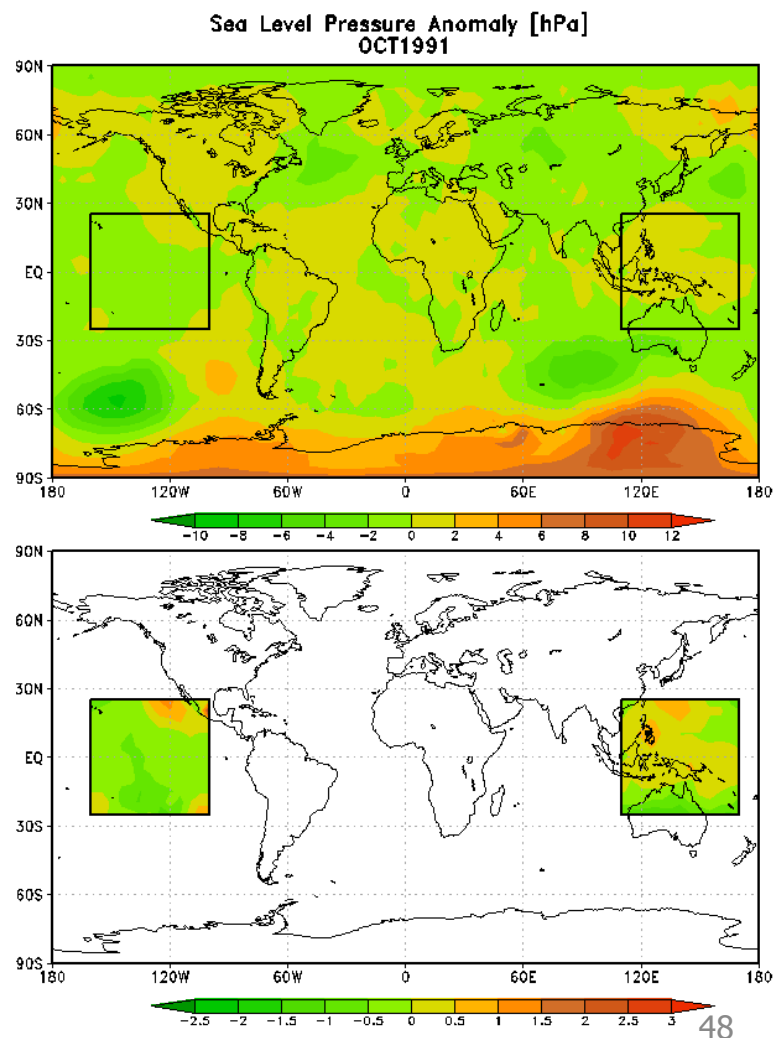 Sea Level Pressure Anomaly [hPa]
OCT1991
90N
60N
30N
EQ
30S
60S
90S
180 120W 60W 0 60E 120E 180
-10 -8 -6 -4 -2 0 2 4 6 8 10 12
90N
60N
30N
EQ
30S
60S
90S
180 120W 60W 0 60E 120E 180
-2.5 -2 -1.5 -1 -0.5 0 0.5 1 1.5 2 2.5 3
48